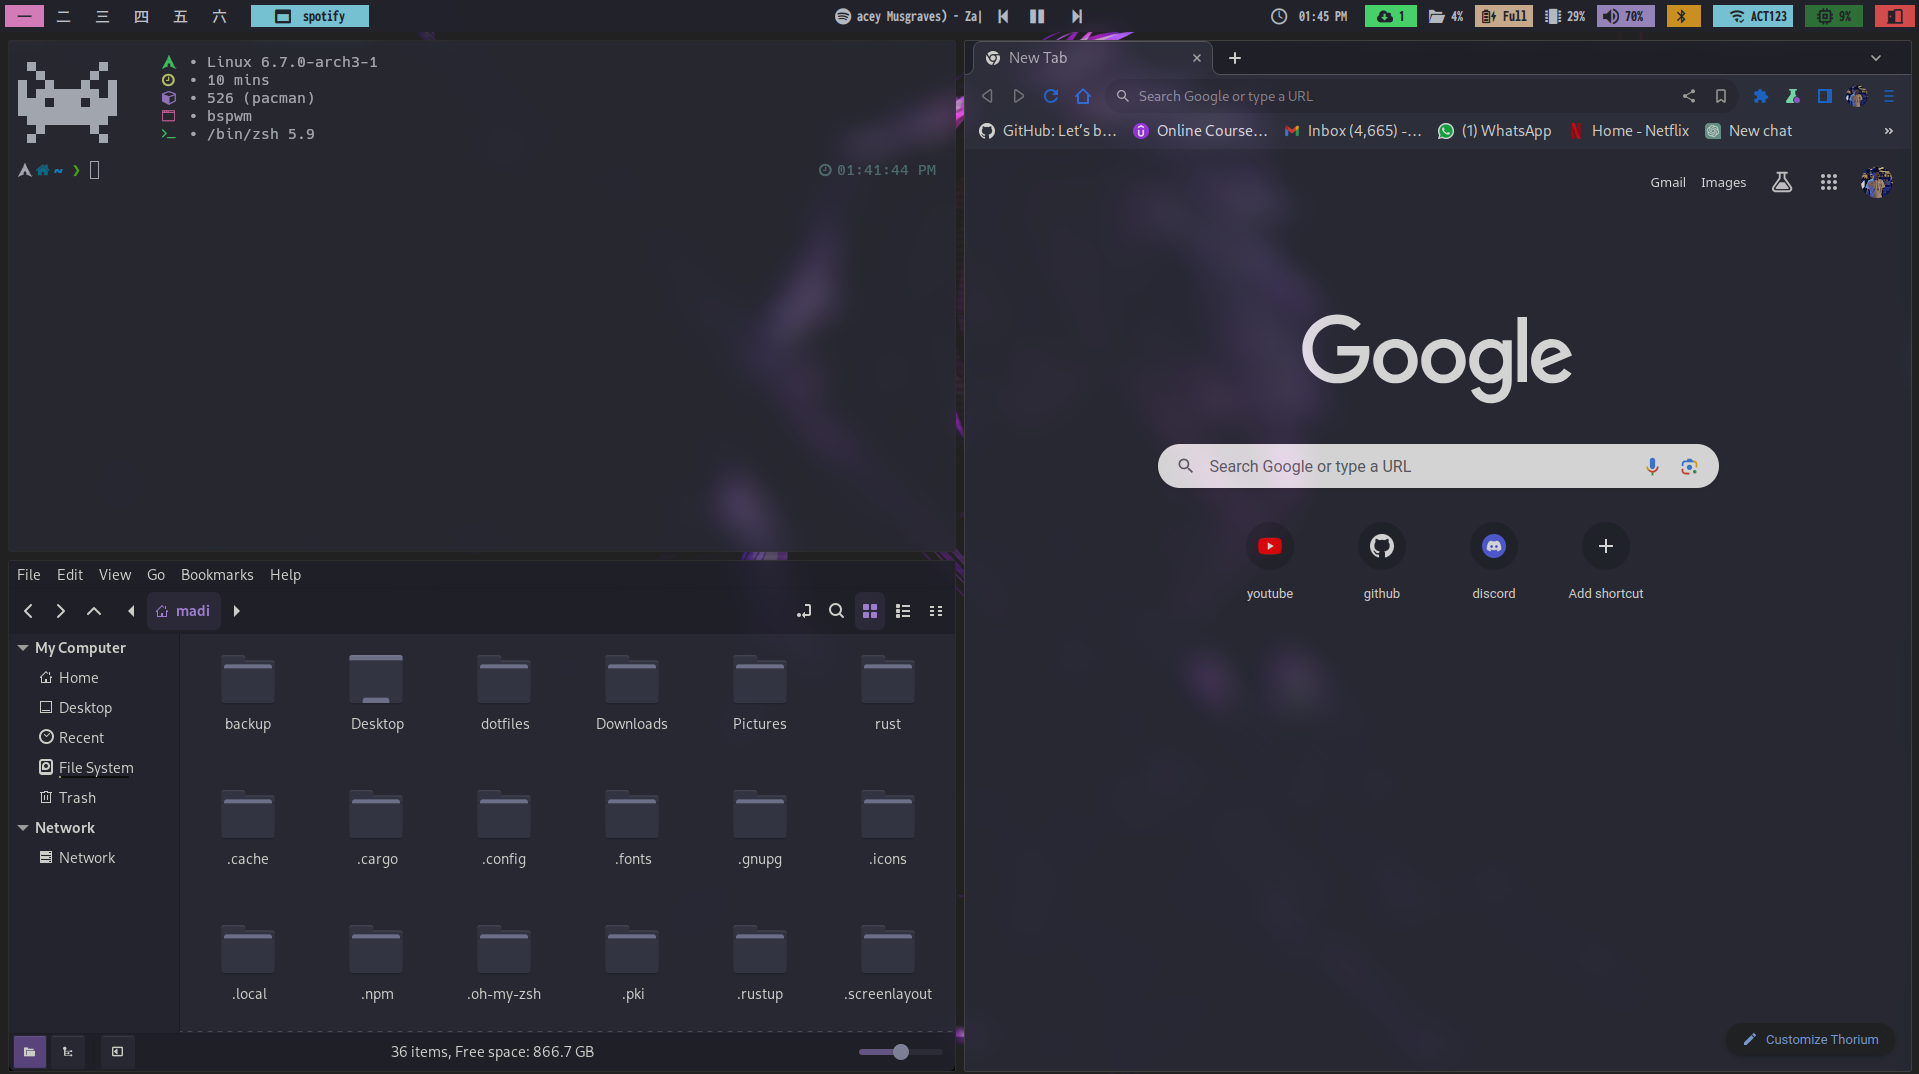 一 二 三 四 五 六 spotify acey Musgraves) - Za| 01:45 PM 1 4% Full 29% 70% ACT123 9%
• Linux 6.7.0-arch3-1
• 10 mins
• 526 (pacman)
• bspwm
• /bin/zsh 5.9
~ ❯ 01:41:44 PM
File Edit View Go Bookmarks Help
madi
My Computer
Home
Desktop
Recent
File System
Trash
Network
Network
backup Desktop dotfiles Downloads Pictures rust
.cache .cargo .config .fonts .gnupg .icons
.local .npm .oh-my-zsh .pki .rustup .screenlayout
36 items, Free space: 866.7 GB
New Tab
Search Google or type a URL
GitHub: Let's b... Online Course... Inbox (4,665) -... (1) WhatsApp Home - Netflix New chat »
Gmail Images
Google
Search Google or type a URL
youtube github discord Add shortcut
Customize Thorium